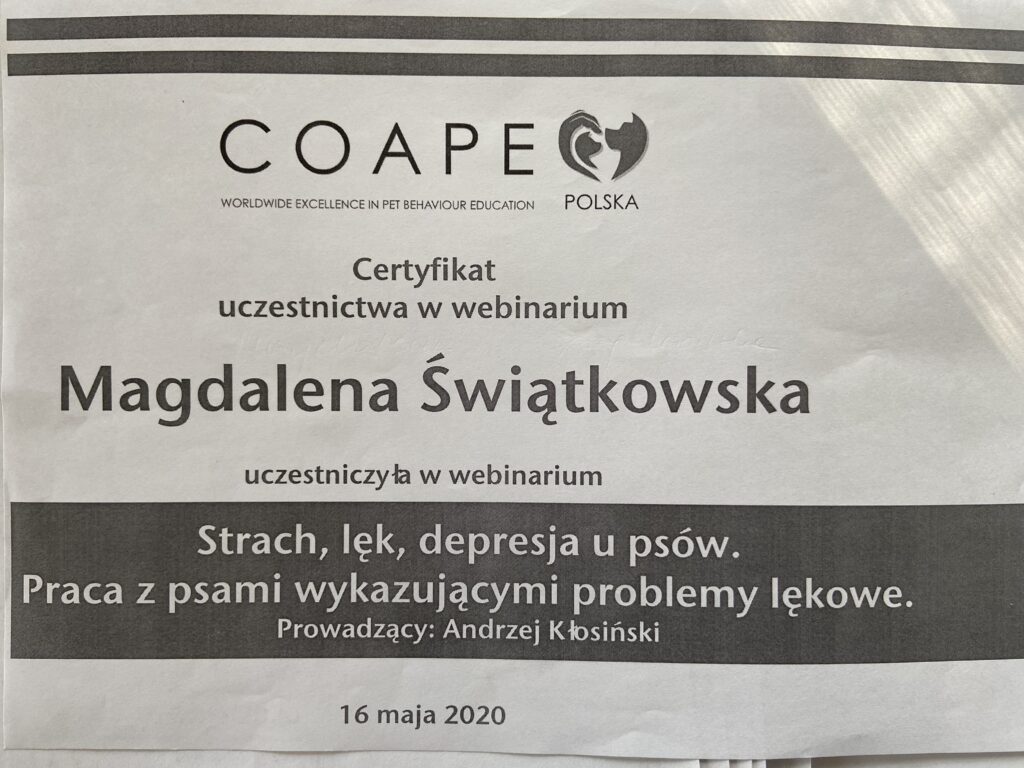 COAPE
WORLDWIDE EXCELLENCE IN PET BEHAVIOUR EDUCATION
POLSKA
Certyfikat
uczestnictwa w webinarium
Magdalena Świątkowska
uczestniczyła w webinarium
Strach, lęk, depresja u psów.
Praca z psami wykazującymi problemy lękowe.
Prowadzący: Andrzej Kłosiński
16 maja 2020